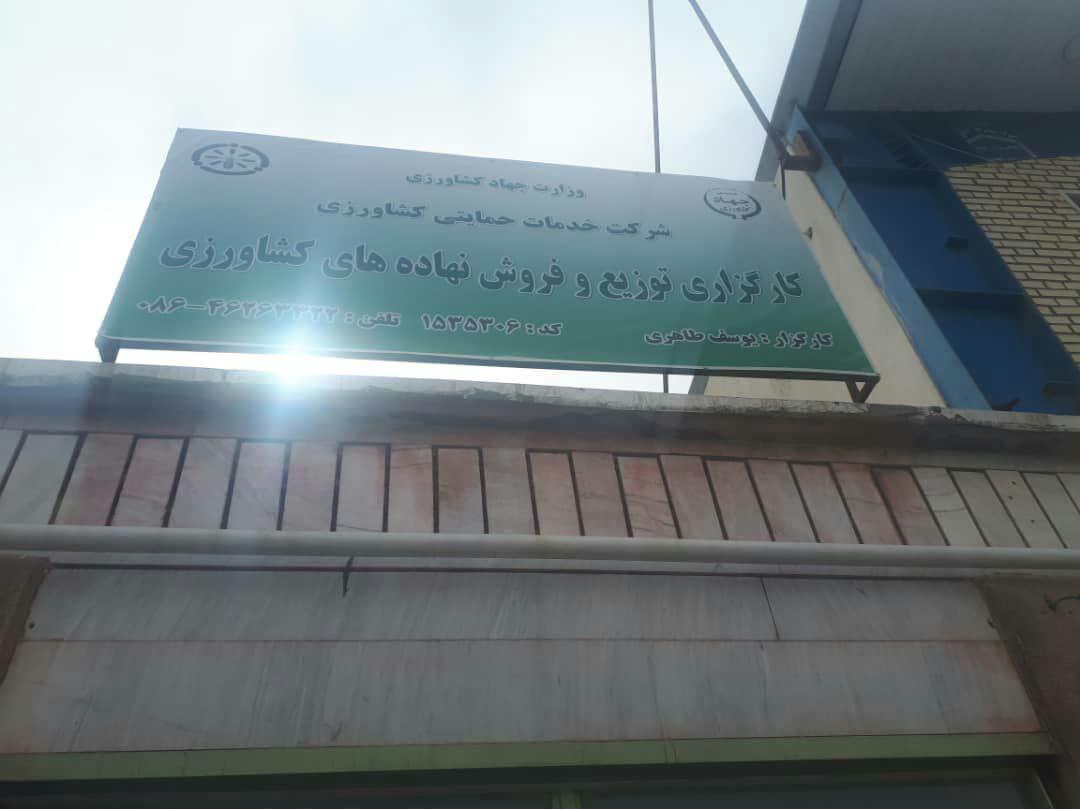 وزارت جهاد کشاورزی
جهاد
شرکت خدمات حمایتی کشاورزی
کارگزاری توزیع و فروش نهاده های کشاورزی
کارگزار : یوسف طاهری کد : ۱۵۳۵۳۰۶ تلفن : ۴۶۲۶۳۳۲۲-۰۸۶